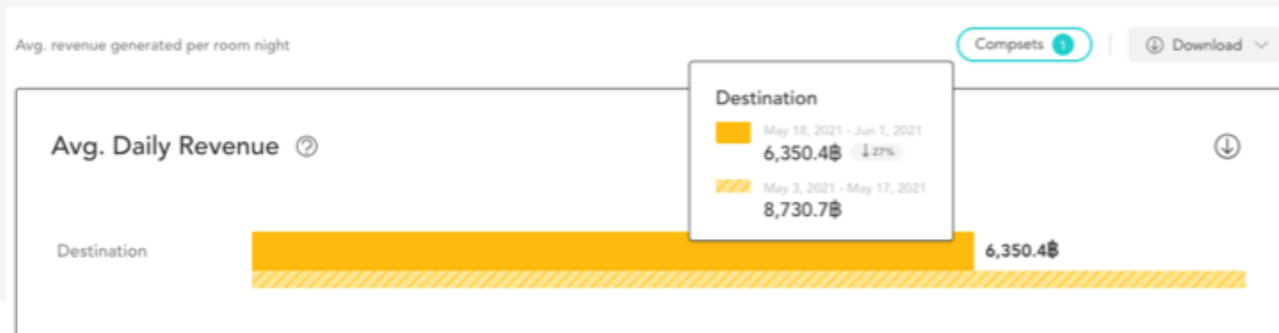 Avg. revenue generated per room night
Compsets 1
Download
Destination
May 18, 2021 - Jun 1, 2021
6,350.4฿ ↓27%
May 3, 2021 - May 17, 2021
8,730.7฿
Avg. Daily Revenue ?
Destination
6,350.4฿